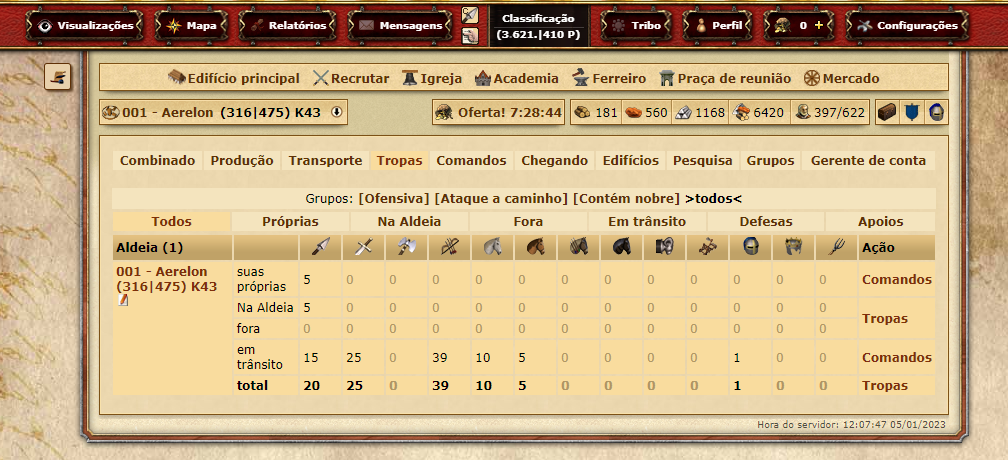 Visualizações Mapa Relatórios Mensagens Classificação (3.621.|410 P) Tribo Perfil 0 + Configurações
Edifício principal Recrutar Igreja Academia Ferreiro Praça de reunião Mercado
001 - Aerelon (316|475) K43 Oferta! 7:28:44 181 560 1168 6420 397/622
Combinado Produção Transporte Tropas Comandos Chegando Edifícios Pesquisa Grupos Gerente de conta
Grupos: [Ofensiva] [Ataque a caminho] [Contém nobre] >todos<
Todos Próprias Na Aldeia Fora Em trânsito Defesas Apoios
Aldeia (1) Ação
001 - Aerelon (316|475) K43
suas próprias 5 0 0 0 0 0 0 0 0 0 0 0 0 Comandos
Na Aldeia 5 0 0 0 0 0 0 0 0 0 0 0 0 Tropas
fora 0 0 0 0 0 0 0 0 0 0 0 0 0
em trânsito 15 25 0 39 10 5 0 0 0 0 1 0 0 Comandos
total 20 25 0 39 10 5 0 0 0 0 1 0 0 Tropas
Hora do servidor: 12:07:47 05/01/2023